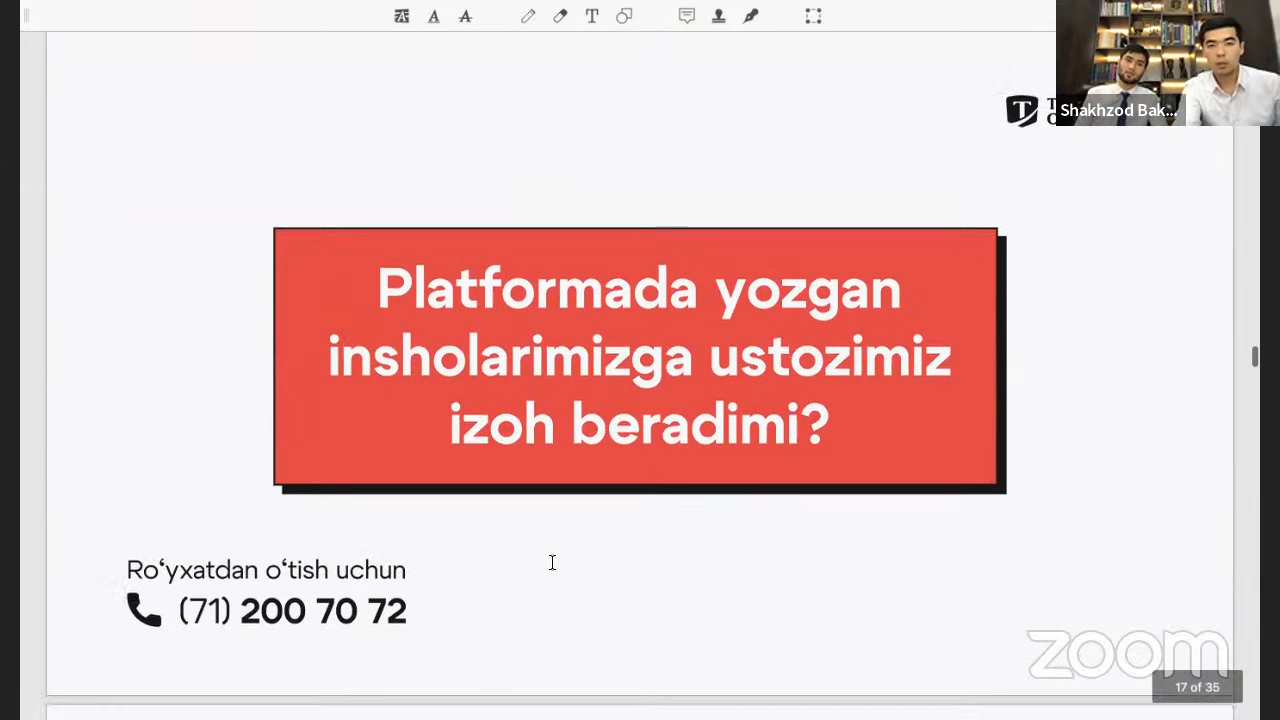 Shakhzod Bak...
Platformada yozgan
insholarimizga ustozimiz
izoh beradimi?
Ro‘yxatdan o‘tish uchun
(71) 200 70 72
zoom
17 of 35